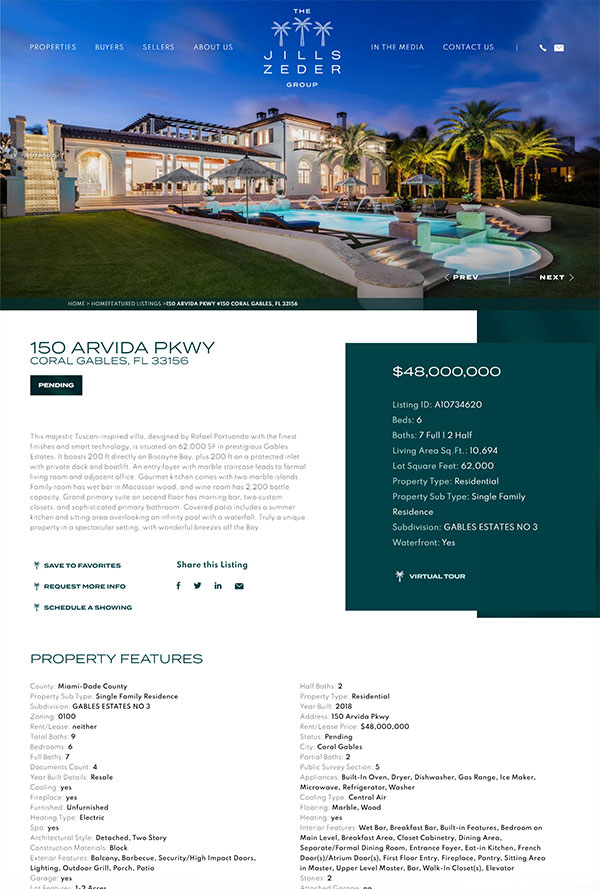 THE
JILLS
ZEDER
GROUP
PROPERTIES BUYERS SELLERS ABOUT US IN THE MEDIA CONTACT US |
PREV NEXT
HOME > HOMEFEATURED LISTINGS >150 ARVIDA PKWY #150 CORAL GABLES, FL 33156
150 ARVIDA PKWY
CORAL GABLES, FL 33156
PENDING
This majestic Tuscan-inspired villa, designed by Rafael Portuondo with the finest
finishes and smart technology, is situated on 62,000 SF in prestigious Gables
Estates. It boasts 200 ft directly on Biscayne Bay, plus 200 ft on a protected inlet
with private dock and boatlift. An entry foyer with marble staircase leads to formal
living room and adjacent office. Gourmet kitchen comes with two marble islands.
Family room has wet bar in Macassar wood, and wine room has 2,200 bottle
capacity. Grand primary suite on second floor has morning bar, two custom
closets, and sophisticated primary bathroom. Covered patio includes a summer
kitchen and sitting area overlooking an infinity pool with a waterfall. Truly a unique
property in a spectacular setting, with wonderful breezes off the Bay.
SAVE TO FAVORITES
REQUEST MORE INFO
SCHEDULE A SHOWING
Share this Listing
$48,000,000
Listing ID: A10734620
Beds: 6
Baths: 7 Full | 2 Half
Living Area Sq.Ft.: 10,694
Lot Square Feet: 62,000
Property Type: Residential
Property Sub Type: Single Family
Residence
Subdivision: GABLES ESTATES NO 3
Waterfront: Yes
VIRTUAL TOUR
PROPERTY FEATURES
County: Miami-Dade County
Property Sub Type: Single Family Residence
Subdivision: GABLES ESTATES NO 3
Zoning: 0100
Rent/Lease: neither
Total Baths: 9
Bedrooms: 6
Full Baths: 7
Documents Count: 4
Year Built Details: Resale
Cooling: yes
Fireplace: yes
Furnished: Unfurnished
Heating Type: Electric
Spa: yes
Architectural Style: Detached, Two Story
Construction Materials: Block
Exterior Features: Balcony, Barbecue, Security/High Impact Doors,
Lighting, Outdoor Grill, Porch, Patio
Garage: yes
Lot Features: 1-2 Acres
Half Baths: 2
Property Type: Residential
Year Built: 2018
Address: 150 Arvida Pkwy
Rent/Lease Price: $48,000,000
Status: Pending
City: Coral Gables
Partial Baths: 2
Public Survey Section: 5
Appliances: Built-In Oven, Dryer, Dishwasher, Gas Range, Ice Maker,
Microwave, Refrigerator, Washer
Cooling Type: Central Air
Flooring: Marble, Wood
Heating: yes
Interior Features: Wet Bar, Breakfast Bar, Built-in Features, Bedroom on
Main Level, Breakfast Area, Closet Cabinetry, Dining Area,
Separate/Formal Dining Room, Entrance Foyer, Eat-in Kitchen, French
Door(s)/Atrium Door(s), First Floor Entry, Fireplace, Pantry, Sitting Area
in Master, Upper Level Master, Bar, Walk-In Closet(s), Elevator
Stories: 2
Attached Garage: no